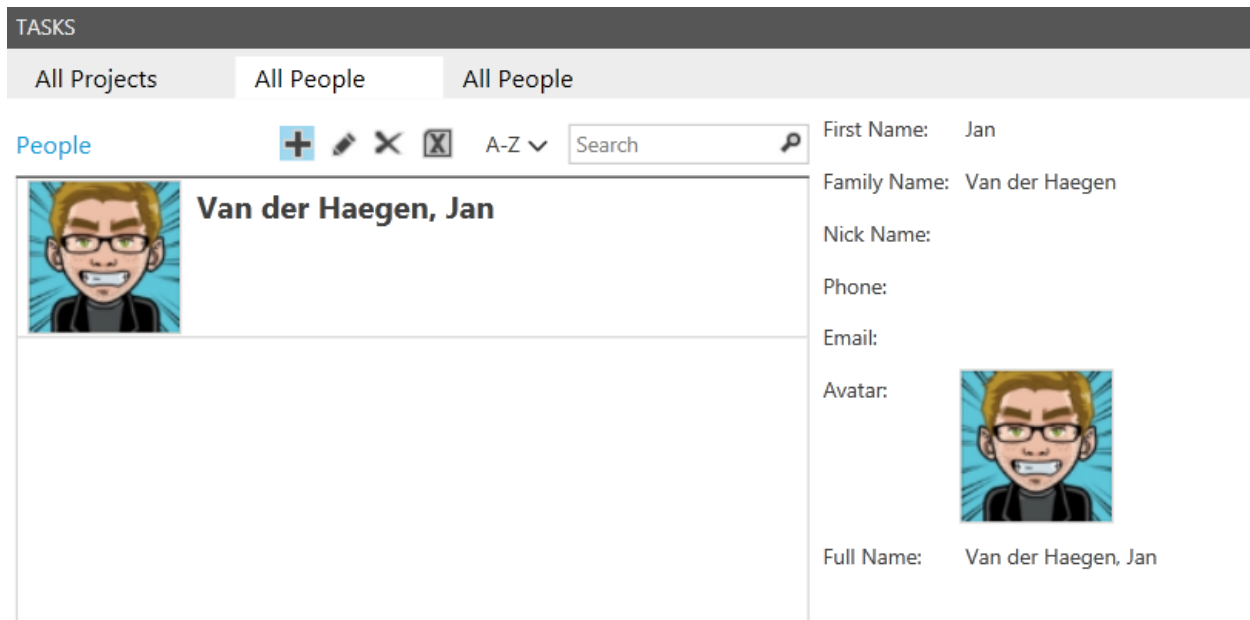 TASKS
All Projects All People All People
People A-Z Search
Van der Haegen, Jan
First Name: Jan
Family Name: Van der Haegen
Nick Name:
Phone:
Email:
Avatar:
Full Name: Van der Haegen, Jan